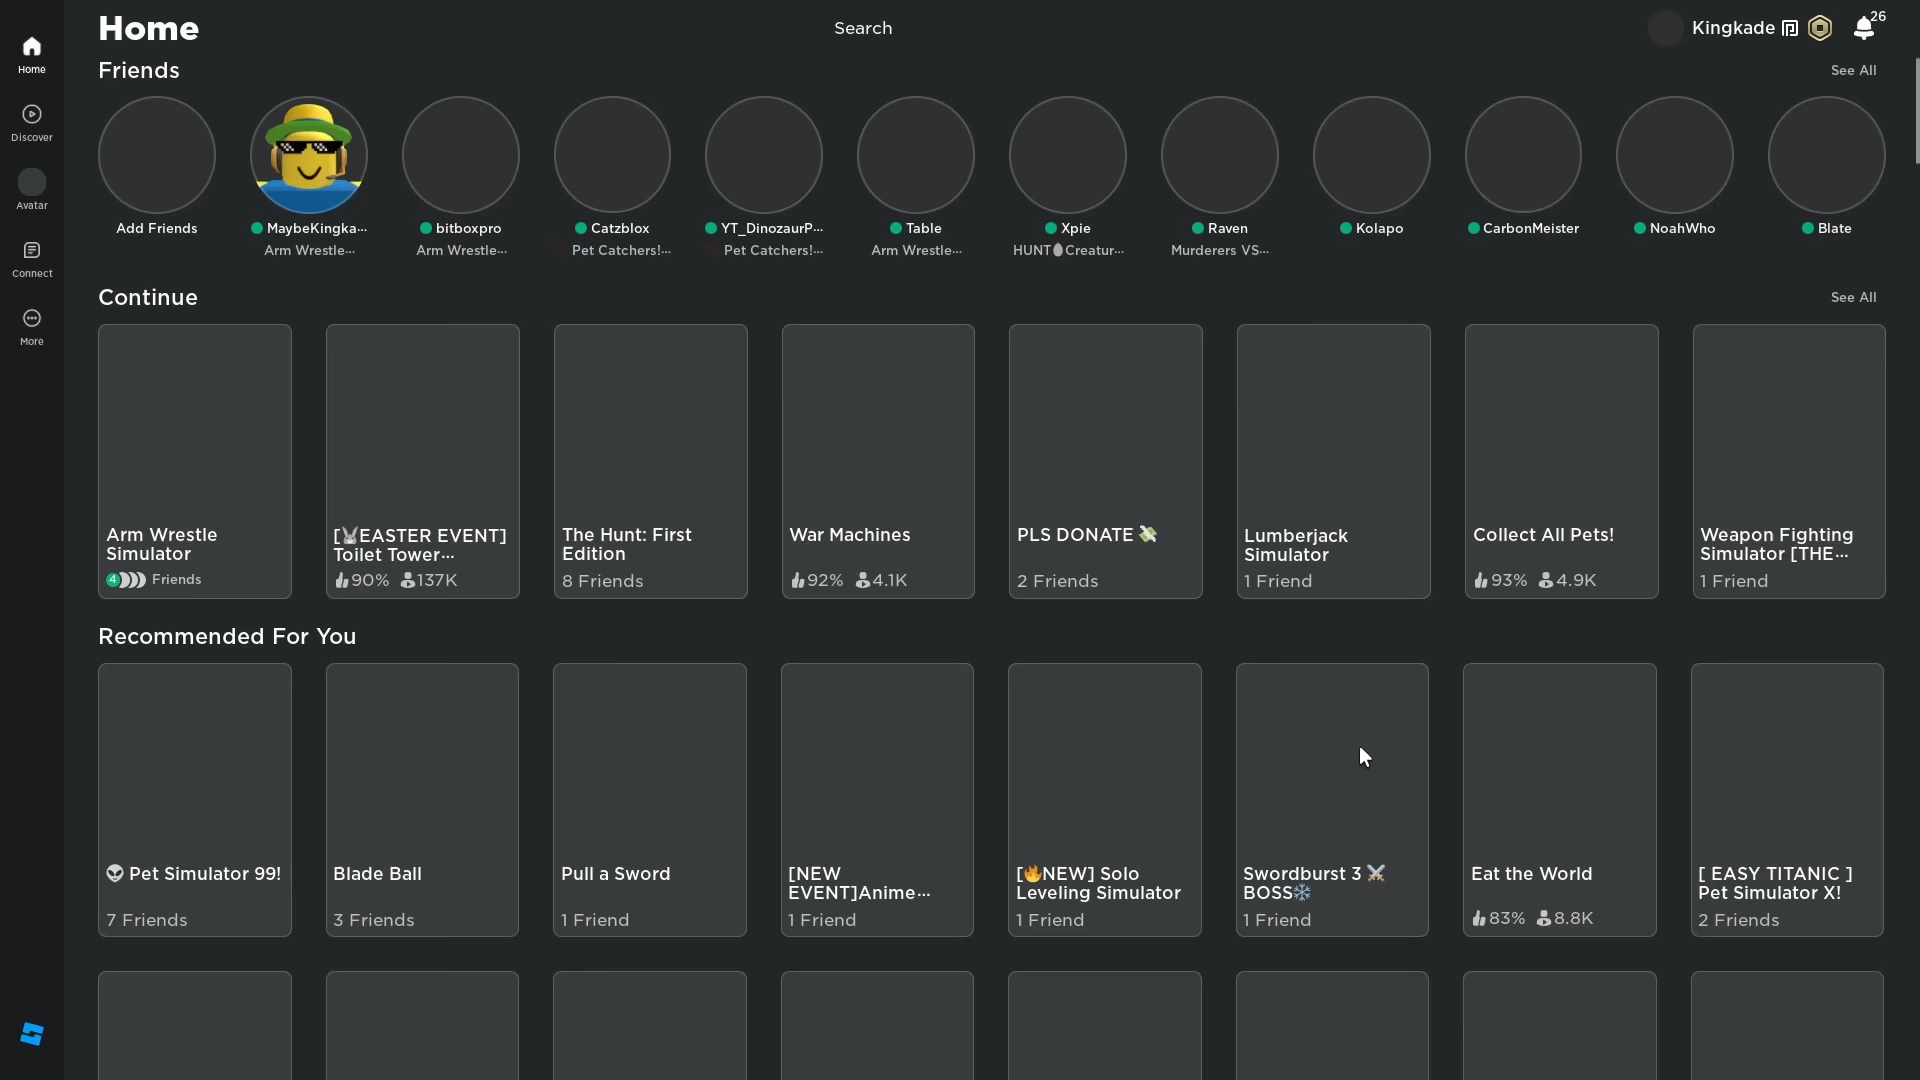 Home
Search
Kingkade
26
Home
Discover
Avatar
Connect
More
Friends
See All
Add Friends
MaybeKingka...
Arm Wrestle...
bitboxpro
Arm Wrestle...
Catzblox
Pet Catchers!...
YT_DinozaurP...
Pet Catchers!...
Table
Arm Wrestle...
Xpie
HUNT🥚Creatur...
Raven
Murderers VS...
Kolapo
CarbonMeister
NoahWho
Blate
Continue
See All
Arm Wrestle
Simulator
4 Friends
[🐰EASTER EVENT]
Toilet Tower...
90% 137K
The Hunt: First
Edition
8 Friends
War Machines
92% 4.1K
PLS DONATE 💸
2 Friends
Lumberjack
Simulator
1 Friend
Collect All Pets!
93% 4.9K
Weapon Fighting
Simulator [THE...
1 Friend
Recommended For You
👽 Pet Simulator 99!
7 Friends
Blade Ball
3 Friends
Pull a Sword
1 Friend
[NEW
EVENT]Anime...
1 Friend
[🔥NEW] Solo
Leveling Simulator
1 Friend
Swordburst 3 ⚔️
BOSS❄️
1 Friend
Eat the World
83% 8.8K
[ EASY TITANIC ]
Pet Simulator X!
2 Friends